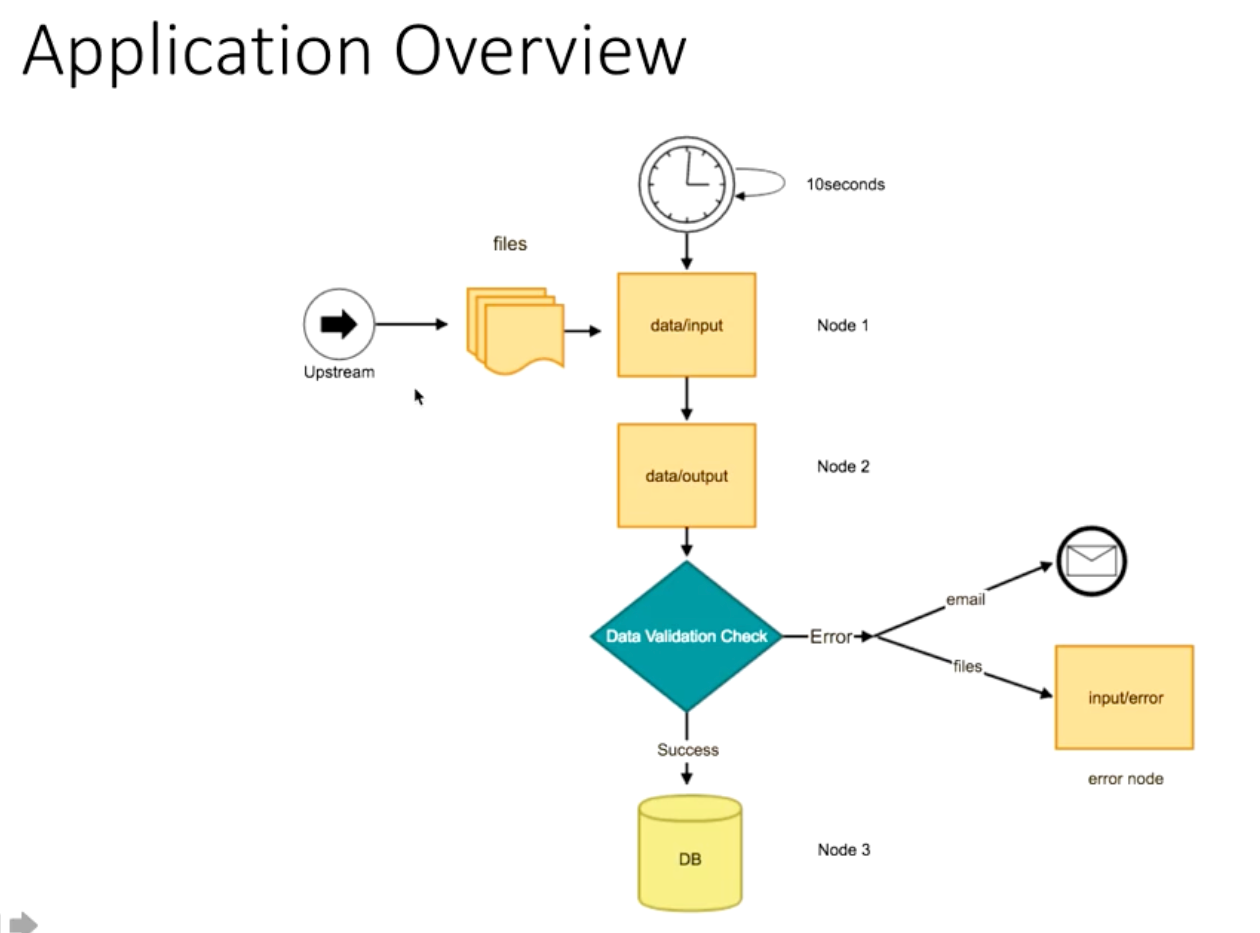 Application Overview
10seconds
files
data/input
Node 1
Upstream
data/output
Node 2
email
Data Validation Check
Error
files
input/error
Success
error node
DB
Node 3